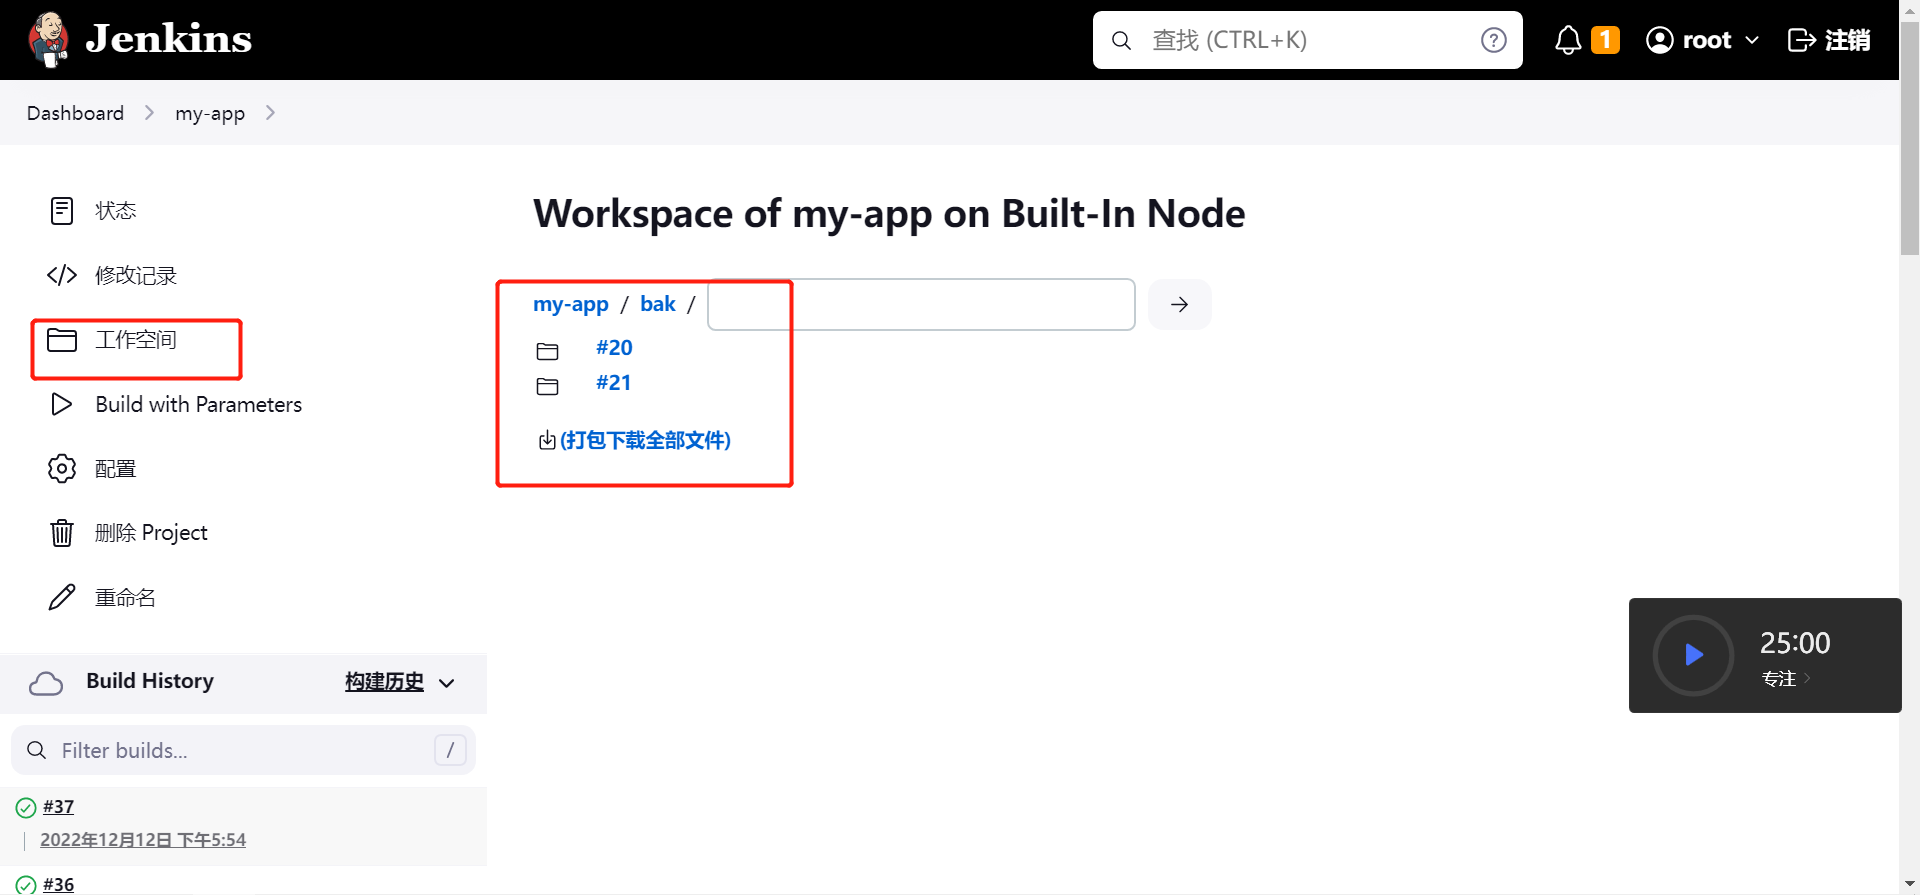 Jenkins
查找 (CTRL+K)
?
1
root
注销
Dashboard
my-app
状态
修改记录
工作空间
Build with Parameters
配置
删除 Project
重命名
Build History
构建历史
Filter builds...
/
#37
2022年12月12日 下午5:54
#36
Workspace of my-app on Built-In Node
my-app / bak /
#20
#21
(打包下载全部文件)
25:00
专注